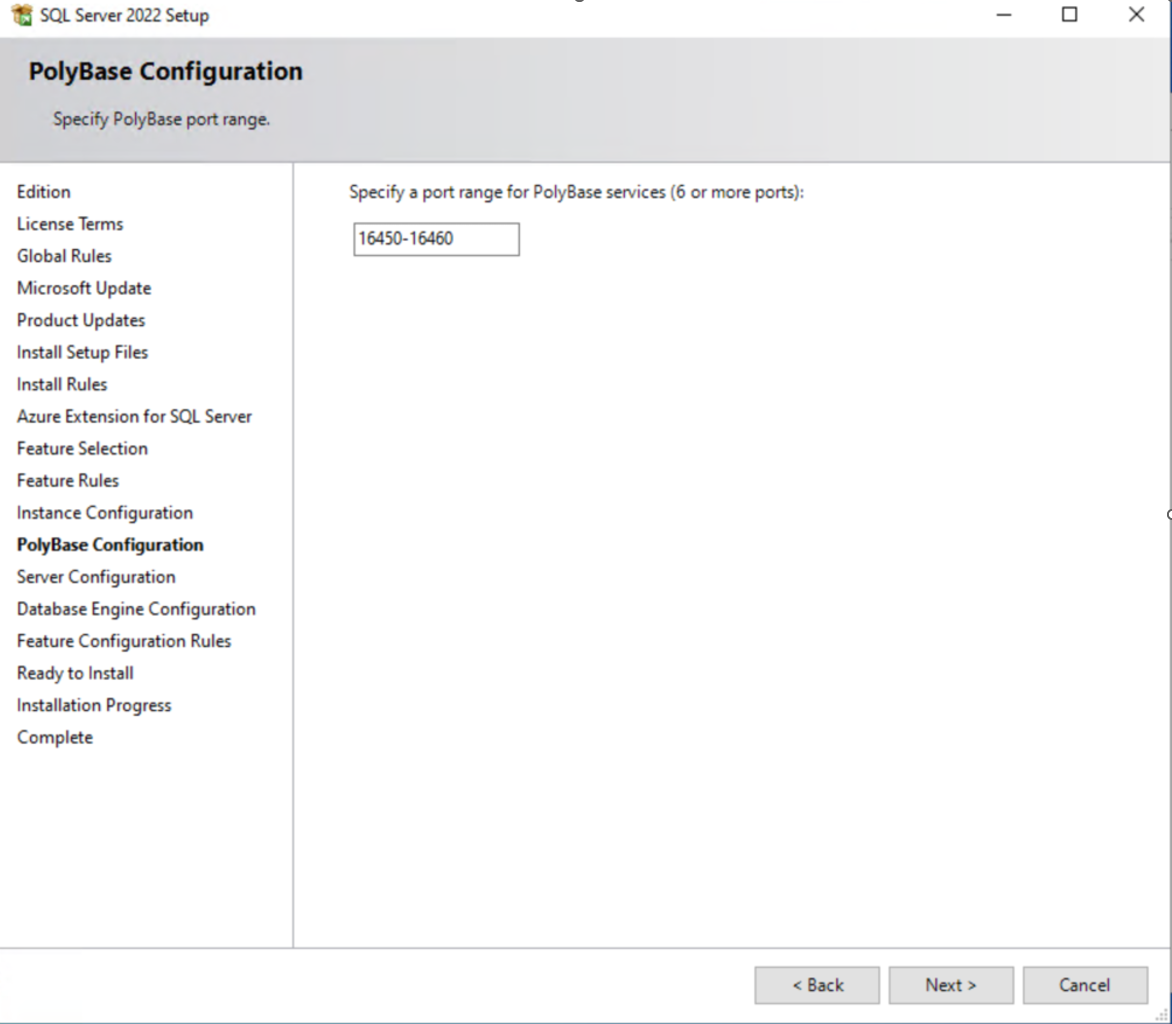 SQL Server 2022 Setup
PolyBase Configuration
Specify PolyBase port range.
Edition
License Terms
Global Rules
Microsoft Update
Product Updates
Install Setup Files
Install Rules
Azure Extension for SQL Server
Feature Selection
Feature Rules
Instance Configuration
PolyBase Configuration
Server Configuration
Database Engine Configuration
Feature Configuration Rules
Ready to Install
Installation Progress
Complete
Specify a port range for PolyBase services (6 or more ports):
16450-16460
< Back
Next >
Cancel